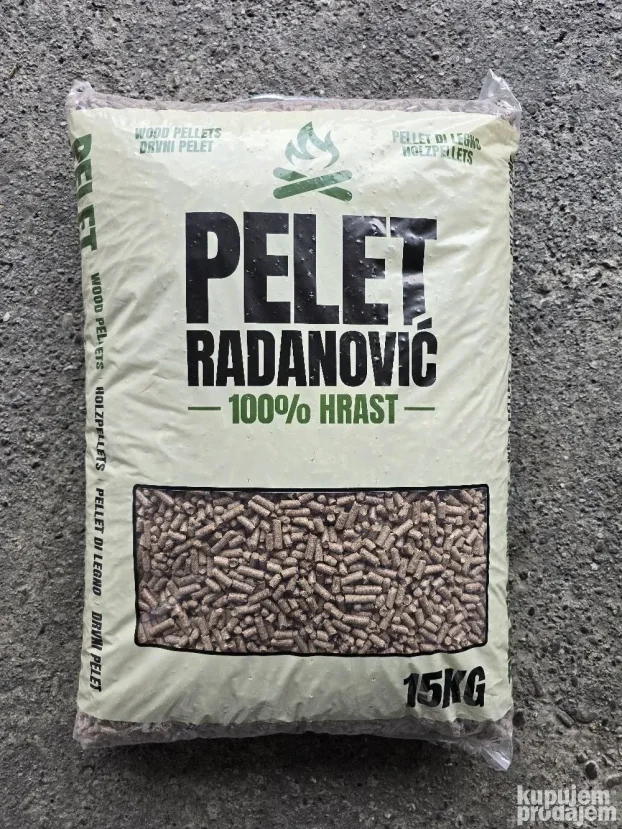 WOOD PELLETS
DRVNI PELET
PELLET DI LEGNO
HOLZPELLETS
PELET
RADANOVIĆ
100% HRAST
15KG
PELET
WOOD PELLETS
HOLZPELLETS
PELLET DI LEGNO
DRVNI PELET
kupujem
prodajem